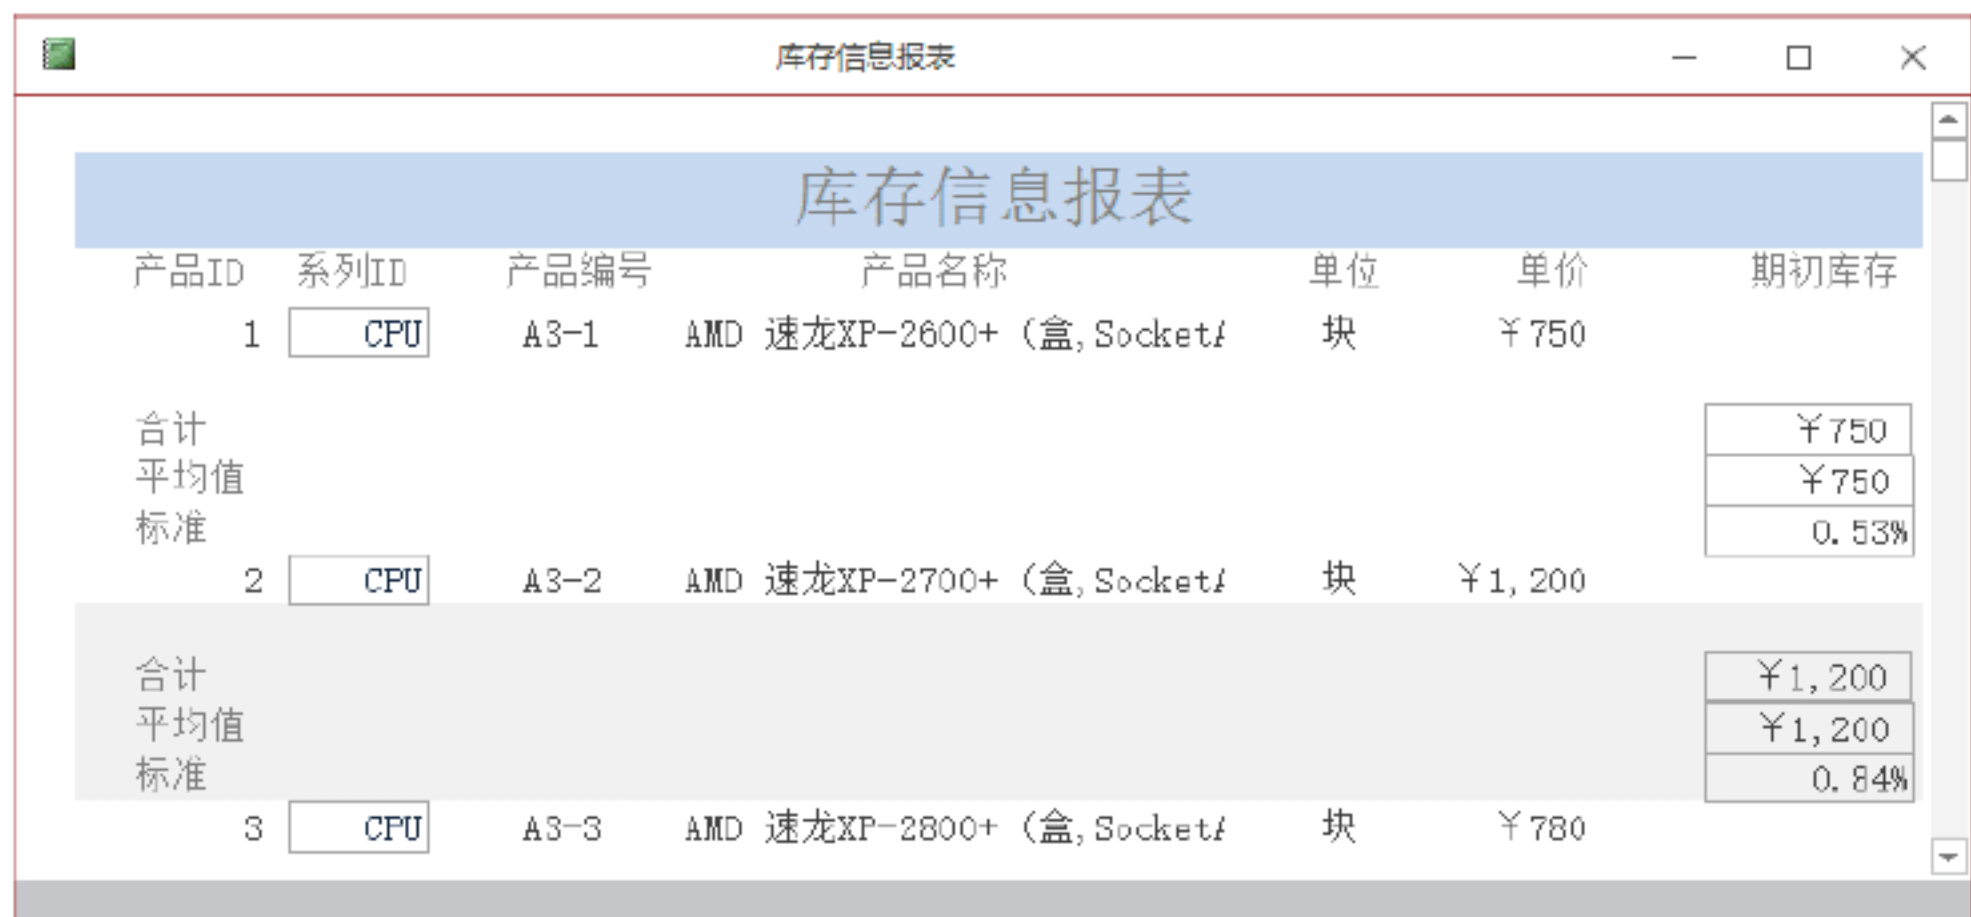 库存信息报表
库存信息报表
产品ID 系列ID 产品编号 产品名称 单位 单价 期初库存
1 CPU A3-1 AMD 速龙XP-2600+ (盒,Socket 块 ￥750
合计 ￥750
平均值 ￥750
标准 0.53%
2 CPU A3-2 AMD 速龙XP-2700+ (盒,Socket 块 ￥1,200
合计 ￥1,200
平均值 ￥1,200
标准 0.84%
3 CPU A3-3 AMD 速龙XP-2800+ (盒,Socket 块 ￥780